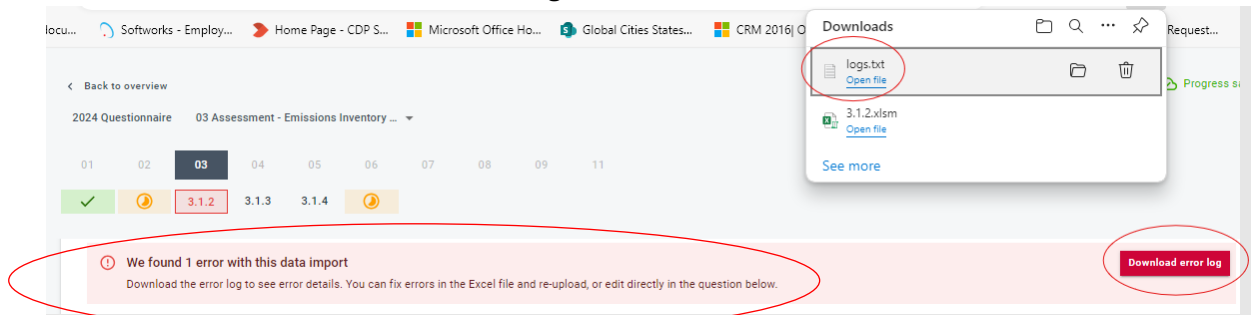 locu... Softworks - Employ... Home Page - CDP S... Microsoft Office Ho... Global Cities States... CRM 2016| O Downloads Request...
logs.txt
Open file
Back to overview Progress sa
3.1.2.xlsm
2024 Questionnaire 03 Assessment - Emissions Inventory ... Open file
01 02 03 04 05 06 07 08 09 11 See more
3.1.2 3.1.3 3.1.4
We found 1 error with this data import Download error log
Download the error log to see error details. You can fix errors in the Excel file and re-upload, or edit directly in the question below.